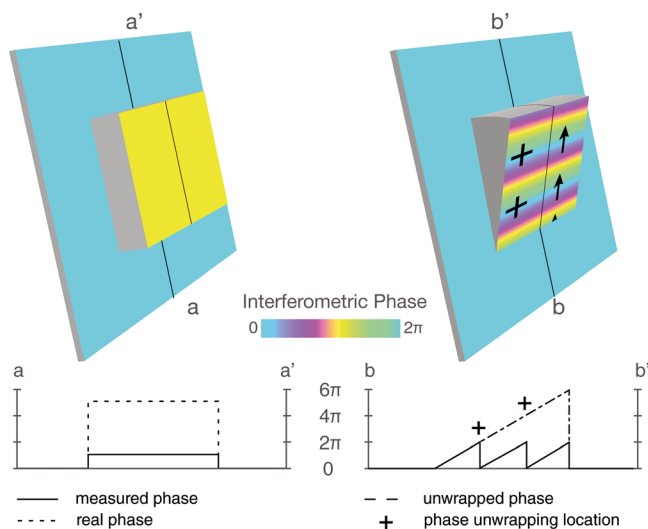 a’
b’
a
b
Interferometric Phase
0
2π
a
a’
b
b’
6π
4π
2π
0
measured phase
real phase
unwrapped phase
+ phase unwrapping location